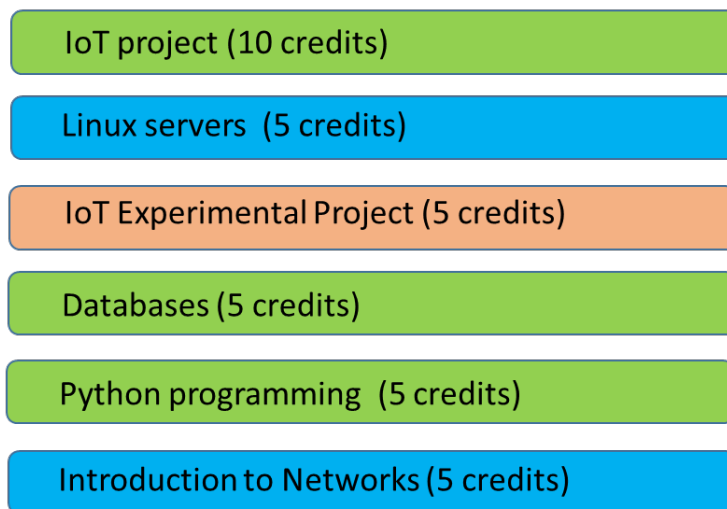 IoT project (10 credits)
Linux servers (5 credits)
IoT Experimental Project (5 credits)
Databases (5 credits)
Python programming (5 credits)
Introduction to Networks (5 credits)